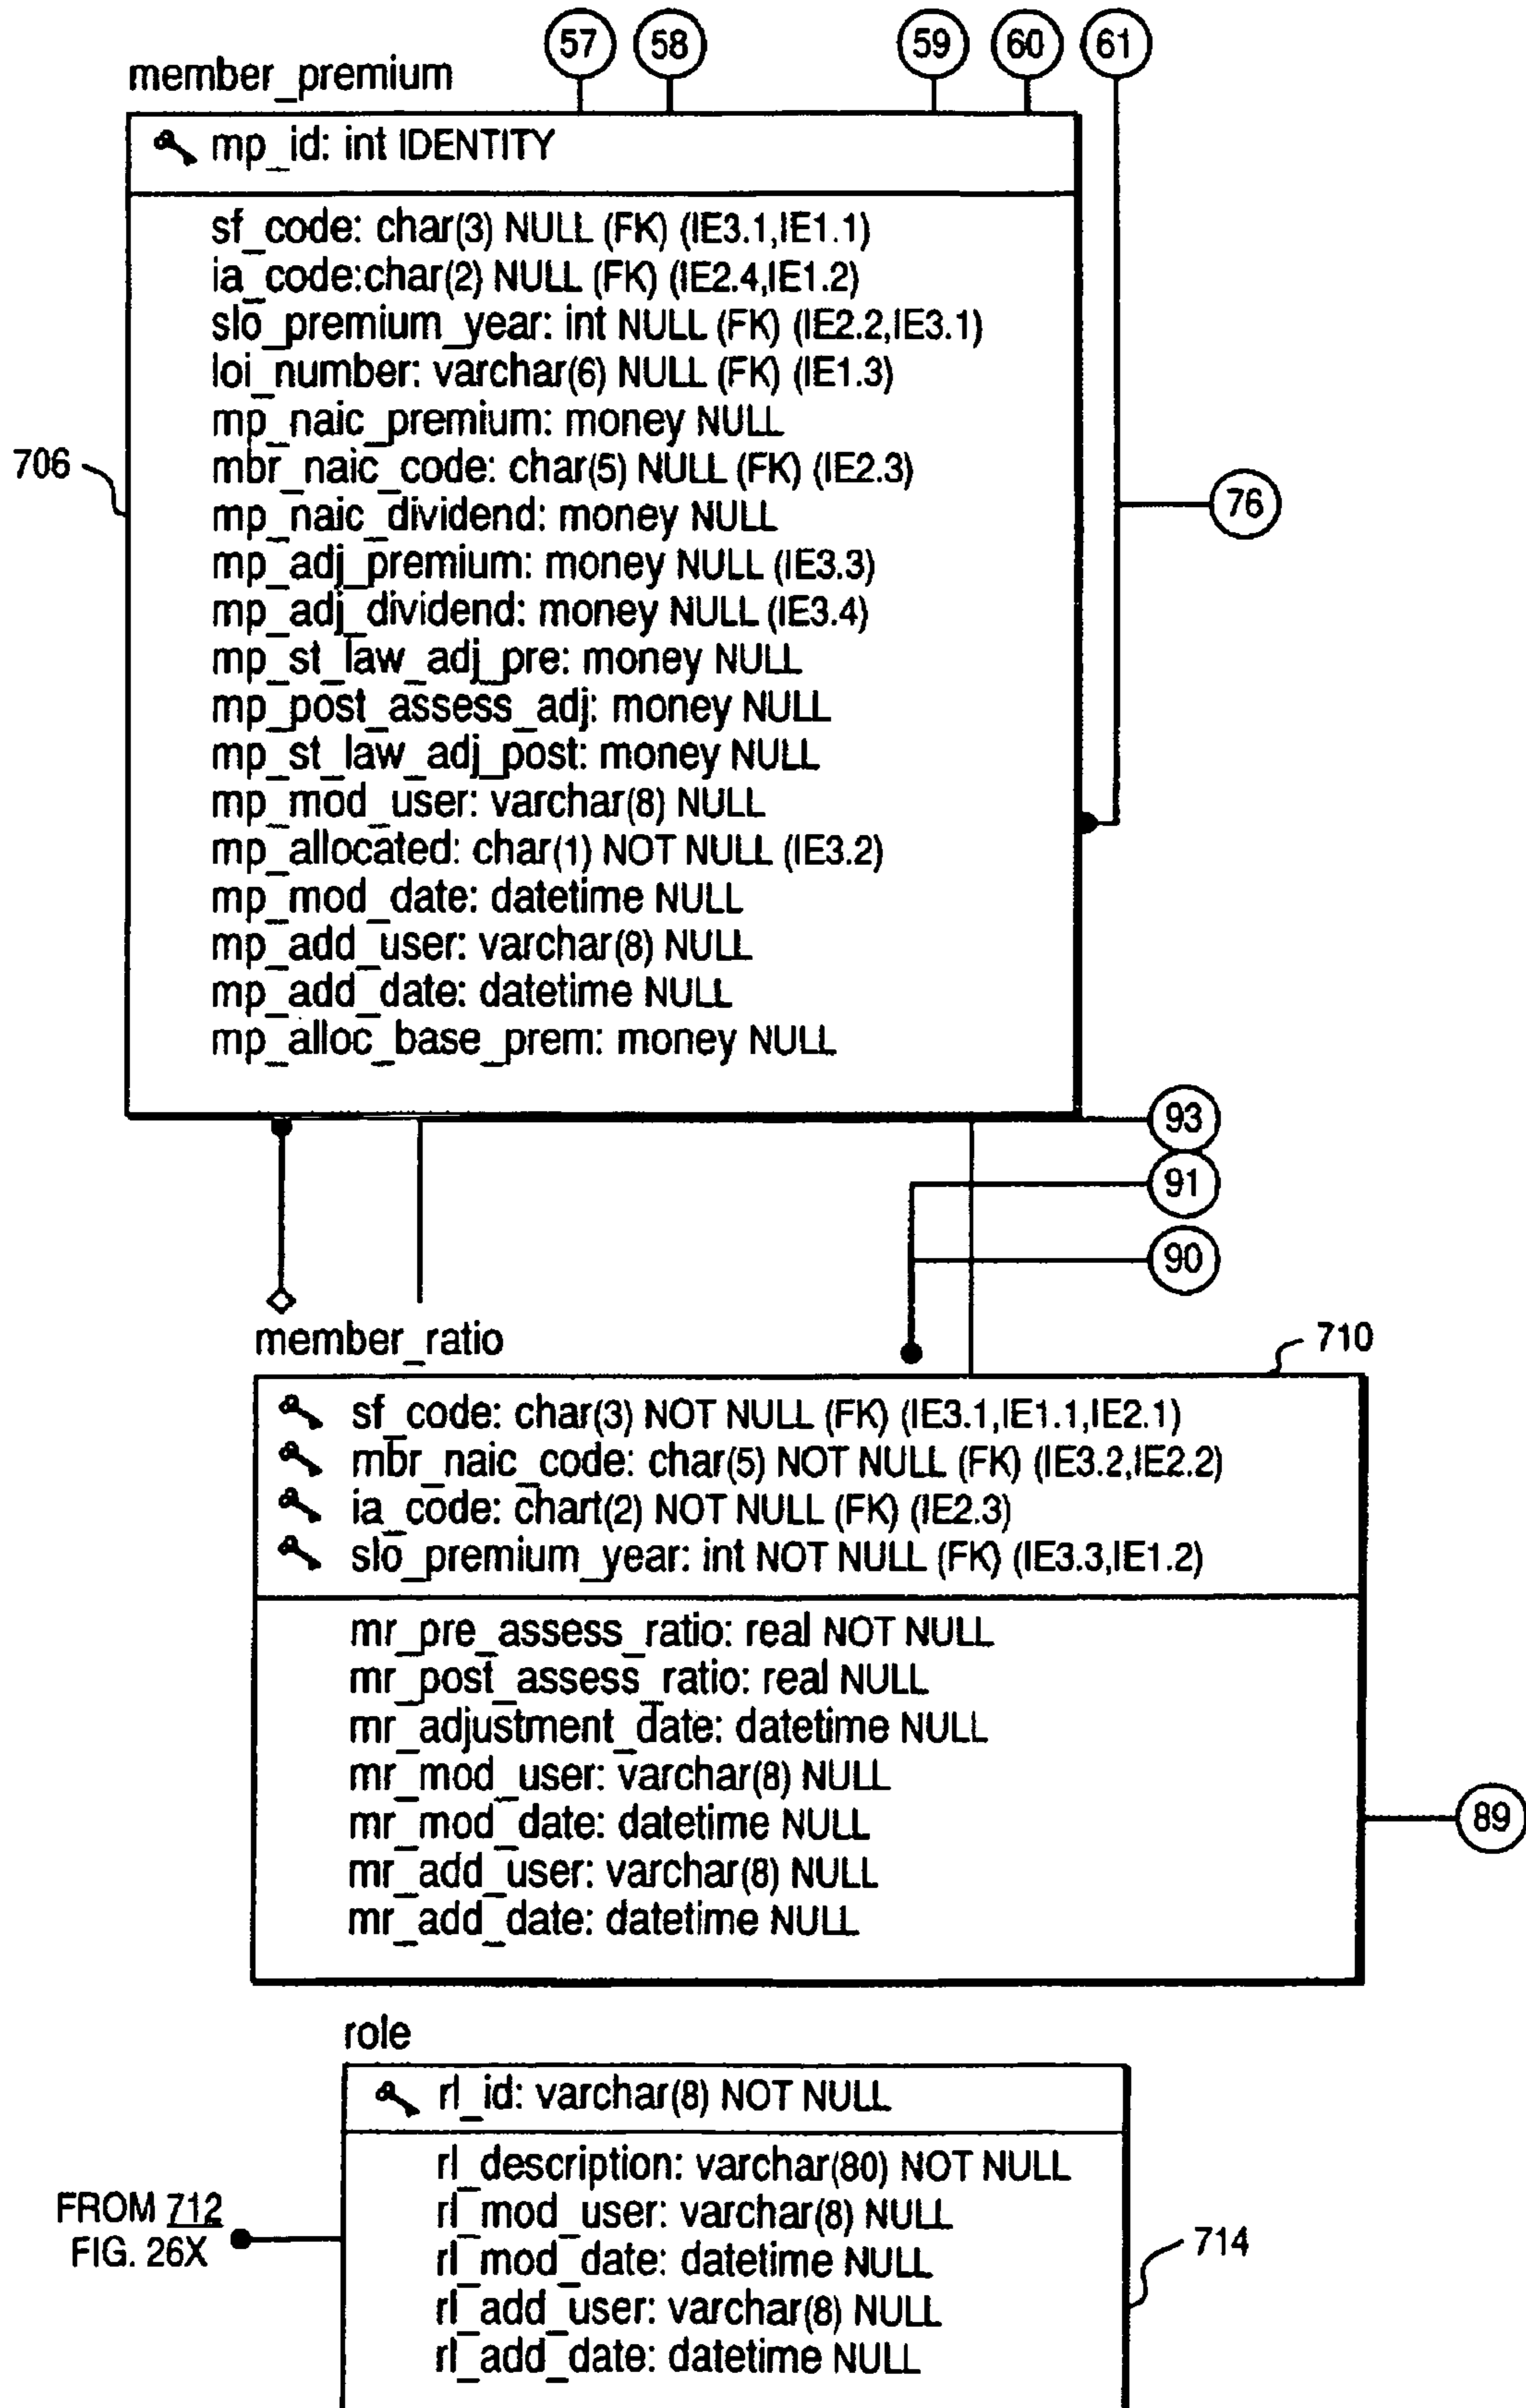 57 58 59 60 61
member_premium
mp_id: int IDENTITY
sf_code: char(3) NULL (FK) (IE3.1,IE1.1)
ia_code:char(2) NULL (FK) (IE2.4,IE1.2)
slo_premium_year: int NULL (FK) (IE2.2,IE3.1)
loi_number: varchar(6) NULL (FK) (IE1.3)
mp_naic_premium: money NULL
706
mbr_naic_code: char(5) NULL (FK) (IE2.3)
76
mp_naic_dividend: money NULL
mp_adj_premium: money NULL (IE3.3)
mp_adj_dividend: money NULL (IE3.4)
mp_st_law_adj_pre: money NULL
mp_post_assess_adj: money NULL
mp_st_law_adj_post: money NULL
mp_mod_user: varchar(8) NULL
mp_allocated: char(1) NOT NULL (IE3.2)
mp_mod_date: datetime NULL
mp_add_user: varchar(8) NULL
mp_add_date: datetime NULL
mp_alloc_base_prem: money NULL
93
91
90
member_ratio
710
sf_code: char(3) NOT NULL (FK) (IE3.1,IE1.1,IE2.1)
mbr_naic_code: char(5) NOT NULL (FK) (IE3.2,IE2.2)
ia_code: chart(2) NOT NULL (FK) (IE2.3)
slo_premium_year: int NOT NULL (FK) (IE3.3,IE1.2)
mr_pre_assess_ratio: real NOT NULL
mr_post_assess_ratio: real NULL
mr_adjustment_date: datetime NULL
mr_mod_user: varchar(8) NULL
mr_mod_date: datetime NULL
89
mr_add_user: varchar(8) NULL
mr_add_date: datetime NULL
role
rl_id: varchar(8) NOT NULL
rl_description: varchar(80) NOT NULL
FROM 712
FIG. 26X
rl_mod_user: varchar(8) NULL
rl_mod_date: datetime NULL
714
rl_add_user: varchar(8) NULL
rl_add_date: datetime NULL